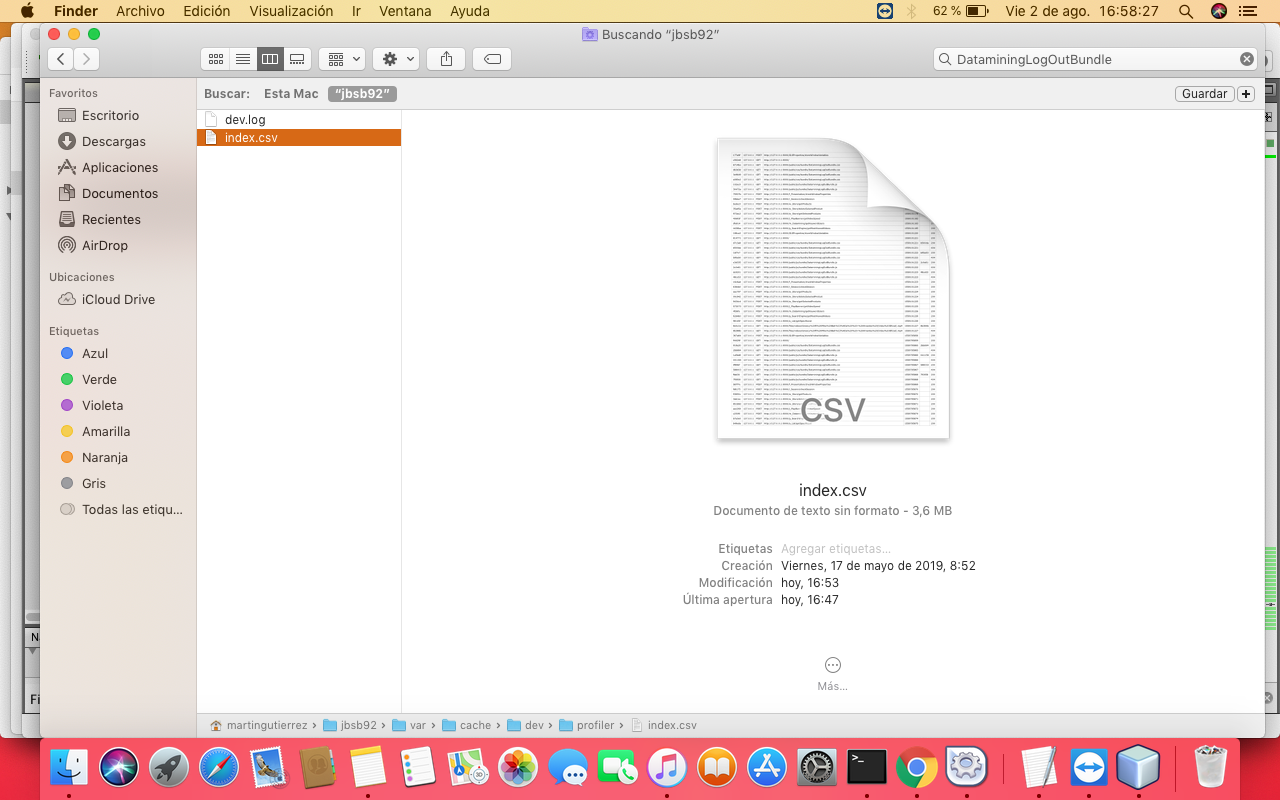 Finder Archivo Edición Visualización Ir Ventana Ayuda 62 % Vie 2 de ago. 16:58:27
Buscando “jbsb92”
DataminingLogOutBundle
Favoritos
Escritorio
Descargas
Aplicaciones
Documentos
Recientes
AirDrop
Ubicaciones
iCloud Drive
Etiquetas
Azul
Verde
Violeta
Amarilla
Naranja
Gris
Todas las etiqu...
Buscar: Esta Mac “jbsb92” Guardar +
dev.log
index.csv
CSV
index.csv
Documento de texto sin formato - 3,6 MB
Etiquetas Agregar etiquetas...
Creación Viernes, 17 de mayo de 2019, 8:52
Modificación hoy, 16:53
Última apertura hoy, 16:47
Más...
martingutierrez › jbsb92 › var › cache › dev › profiler › index.csv